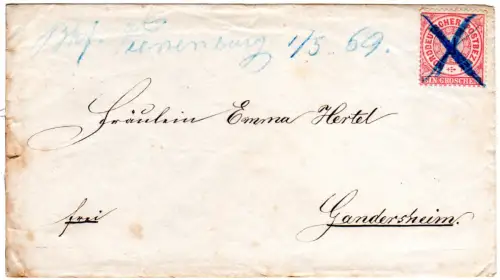 1/5 69.
NORDDEUTSCHER POSTBEZIRK
EIN GROSCHEN
Fräulein Emma Hertel
frei
Gandersheim.